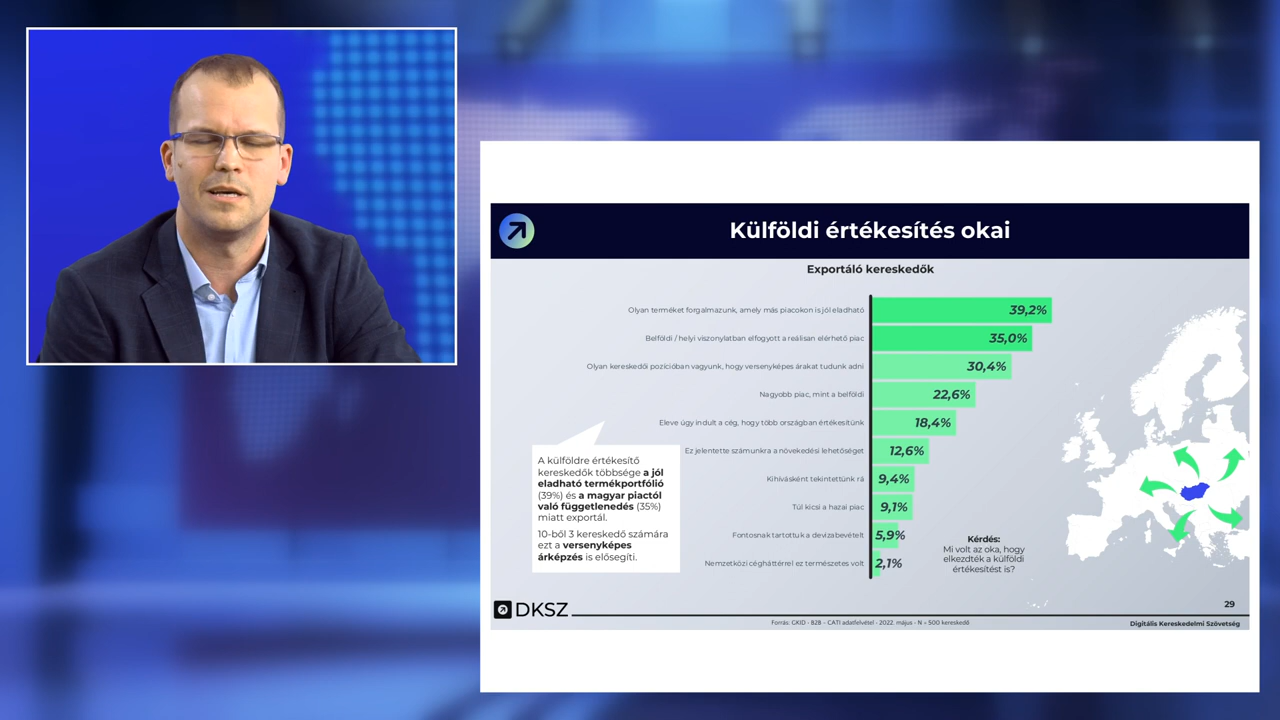 Külföldi értékesítés okai
Exportáló kereskedők
Olyan terméket forgalmazunk, amely más piacokon is jól eladható 39,2%
Belföldi / helyi viszonylatban elfogyott a reálisan elérhető piac 35,0%
Olyan kereskedői pozícióban vagyunk, hogy versenyképes árakat tudunk adni 30,4%
Nagyobb piac, mint a belföldi 22,6%
Eleve úgy indult a cég, hogy több országban értékesítünk 18,4%
Ez jelentette számunkra a növekedési lehetőséget 12,6%
Kihívásként tekintettünk rá 9,4%
Túl kicsi a hazai piac 9,1%
Fontosnak tartottuk a devizabevételt 5,9%
Nemzetközi cégháttérrel ez természetes volt 2,1%
A külföldre értékesítő
kereskedők többsége a jól
eladható termékportfólió
(39%) és a magyar piactól
való függetlenedés (35%)
miatt exportál.
10-ből 3 kereskedő számára
ezt a versenyképes
árképzés is elősegíti.
Kérdés:
Mi volt az oka, hogy
elkezdték a külföldi
értékesítést is?
29
DKSZ
Forrás: GKID - B2B – CATI adatfelvétel - 2022. május - N = 500 kereskedő
Digitális Kereskedelmi Szövetség